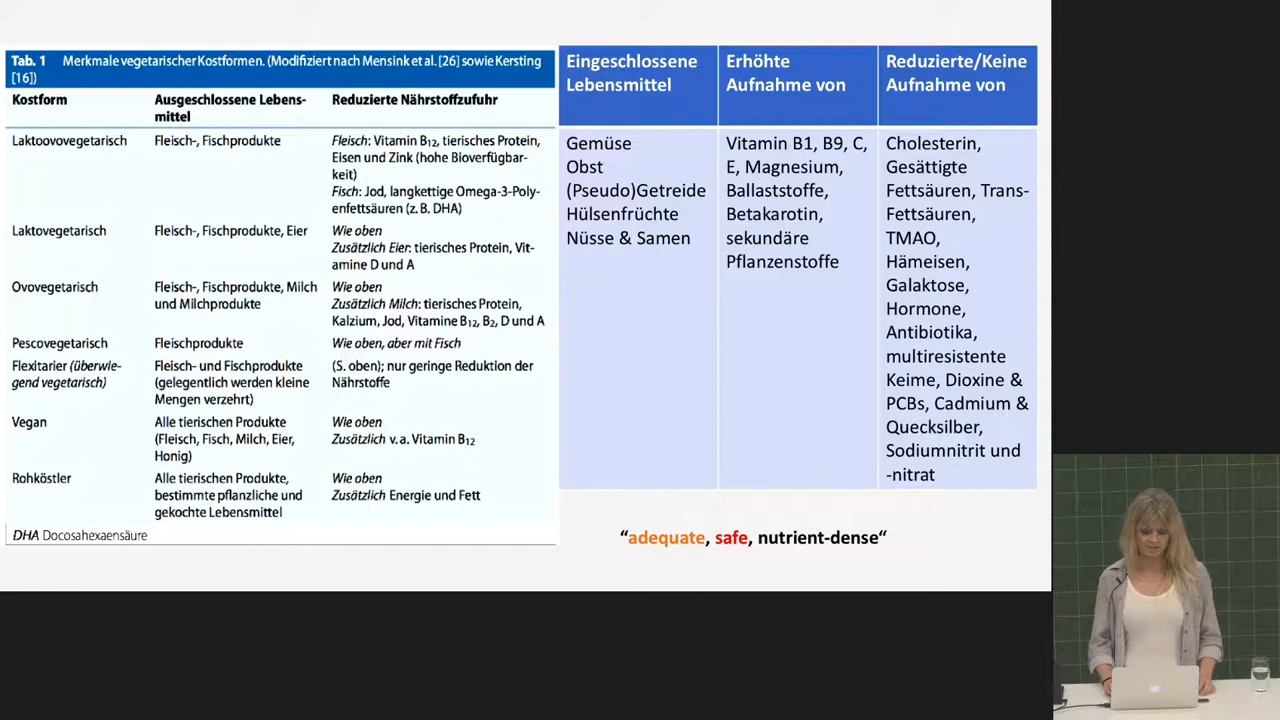 Tab. 1 Merkmale vegetarischer Kostformen. (Modifiziert nach Mensink et al. [26] sowie Kersting
[16])
Kostform Ausgeschlossene Lebens- Reduzierte Nährstoffzufuhr
mittel
Laktoovovegetarisch Fleisch-, Fischprodukte Fleisch: Vitamin B₁₂, tierisches Protein,
Eisen und Zink (hohe Bioverfügbar-
keit)
Fisch: Jod, langkettige Omega-3-Poly-
enfettsäuren (z. B. DHA)
Laktovegetarisch Fleisch-, Fischprodukte, Eier Wie oben
Zusätzlich Eier: tierisches Protein, Vit-
amine D und A
Ovovegetarisch Fleisch-, Fischprodukte, Milch Wie oben
und Milchprodukte Zusätzlich Milch: tierisches Protein,
Kalzium, Jod, Vitamine B₁₂, B₂, D und A
Pescovegetarisch Fleischprodukte Wie oben, aber mit Fisch
Flexitarier (überwie- Fleisch- und Fischprodukte (S. oben); nur geringe Reduktion der
gend vegetarisch) (gelegentlich werden kleine Nährstoffe
Mengen verzehrt)
Vegan Alle tierischen Produkte Wie oben
(Fleisch, Fisch, Milch, Eier, Zusätzlich v. a. Vitamin B₁₂
Honig)
Rohköstler Alle tierischen Produkte, Wie oben
bestimmte pflanzliche und Zusätzlich Energie und Fett
gekochte Lebensmittel
DHA Docosahexaensäure
Eingeschlossene
Lebensmittel
Erhöhte
Aufnahme von
Reduzierte/Keine
Aufnahme von
Gemüse
Obst
(Pseudo)Getreide
Hülsenfrüchte
Nüsse & Samen
Vitamin B1, B9, C,
E, Magnesium,
Ballaststoffe,
Betakarotin,
sekundäre
Pflanzenstoffe
Cholesterin,
Gesättigte
Fettsäuren, Trans-
Fettsäuren,
TMAO,
Hämeisen,
Galaktose,
Hormone,
Antibiotika,
multiresistente
Keime, Dioxine &
PCBs, Cadmium &
Quecksilber,
Sodiumnitrit und
-nitrat
“adequate, safe, nutrient-dense“